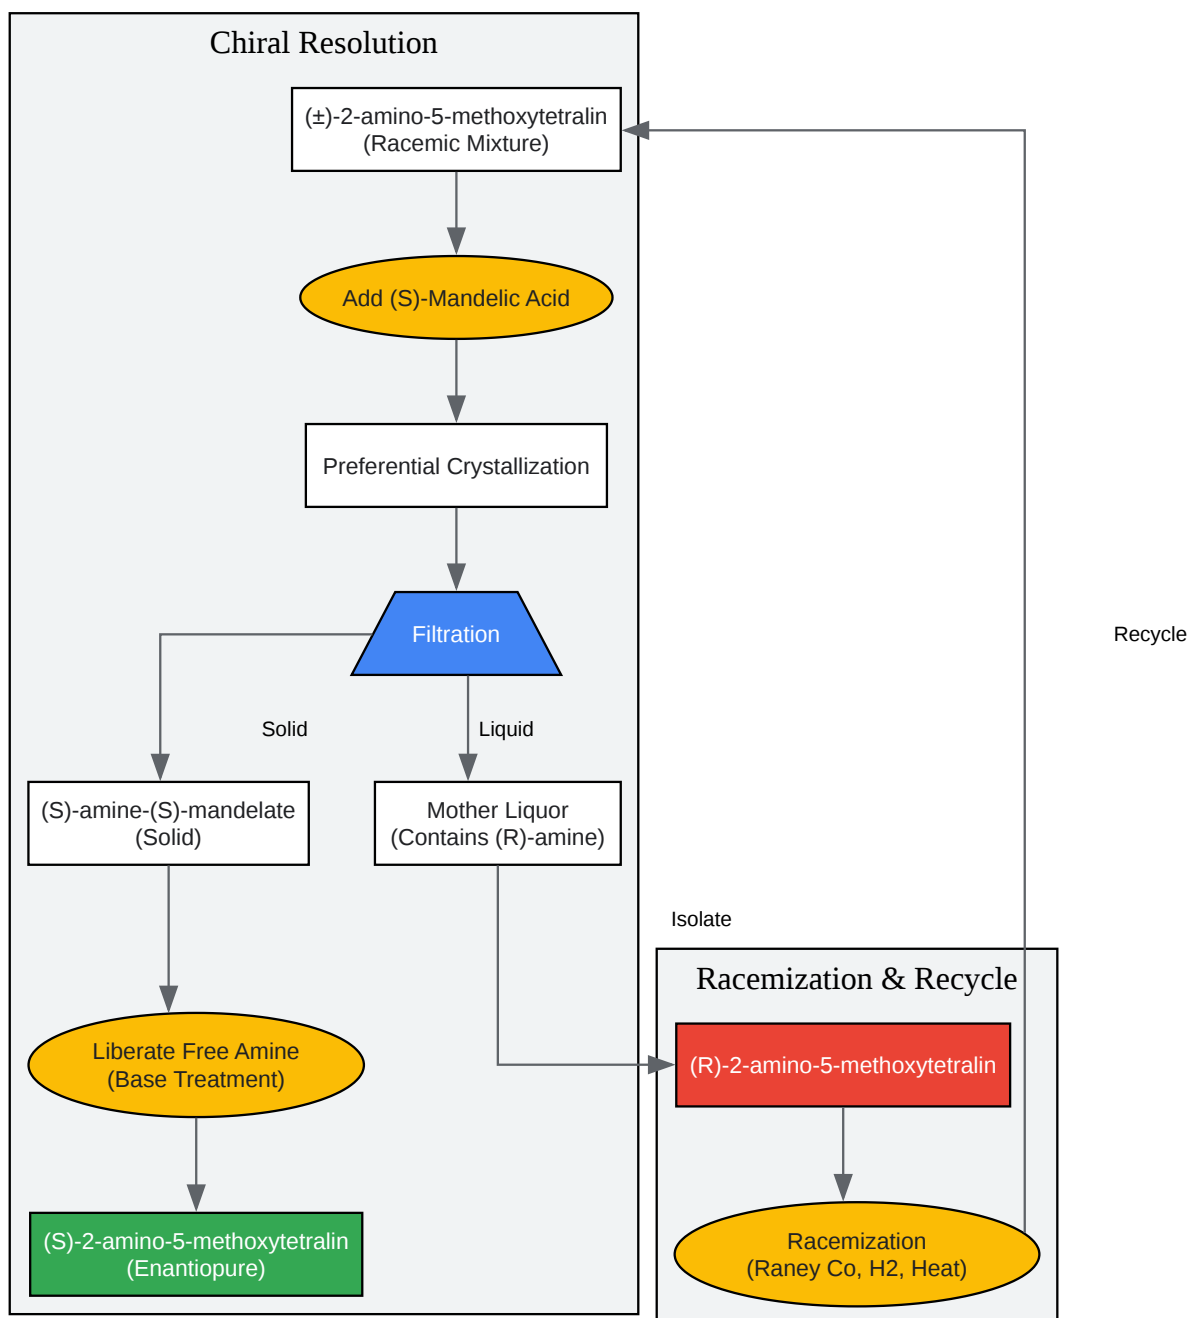 Chiral Resolution
(±)-2-amino-5-methoxytetralin
(Racemic Mixture)
Add (S)-Mandelic Acid
Preferential Crystallization
Filtration
Recycle
Solid
Liquid
(S)-amine-(S)-mandelate
(Solid)
Mother Liquor
(Contains (R)-amine)
Isolate
Racemization & Recycle
Liberate Free Amine
(Base Treatment)
(R)-2-amino-5-methoxytetralin
(S)-2-amino-5-methoxytetralin
(Enantiopure)
Racemization
(Raney Co, H2, Heat)